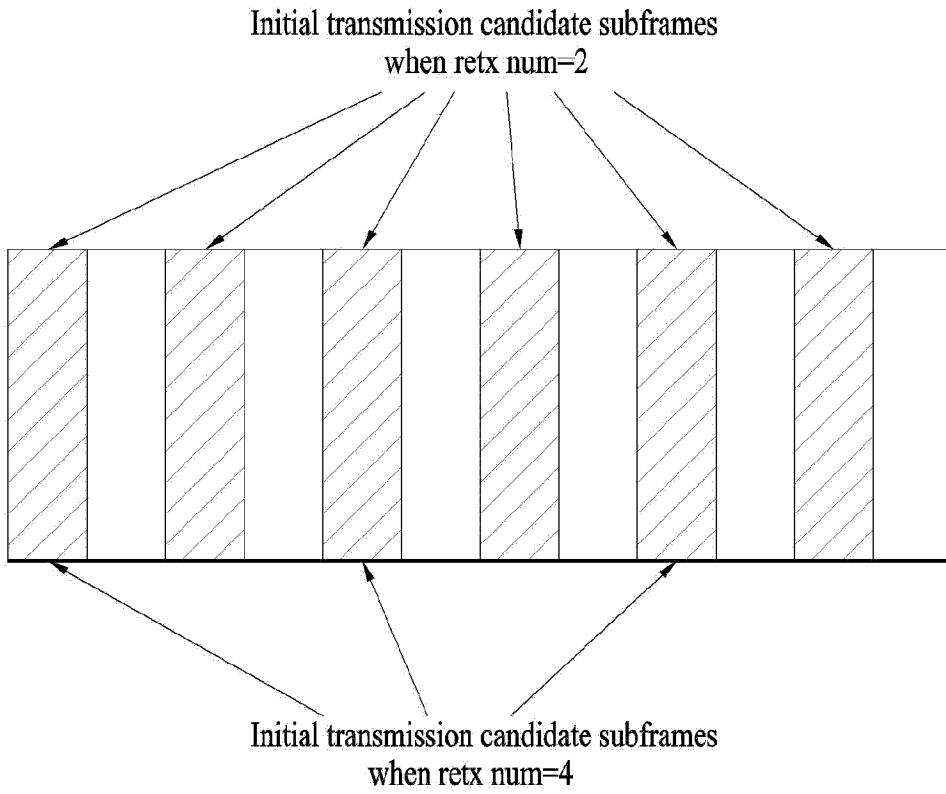 Initial transmission candidate subframes
when retx num=2
Initial transmission candidate subframes
when retx num=4